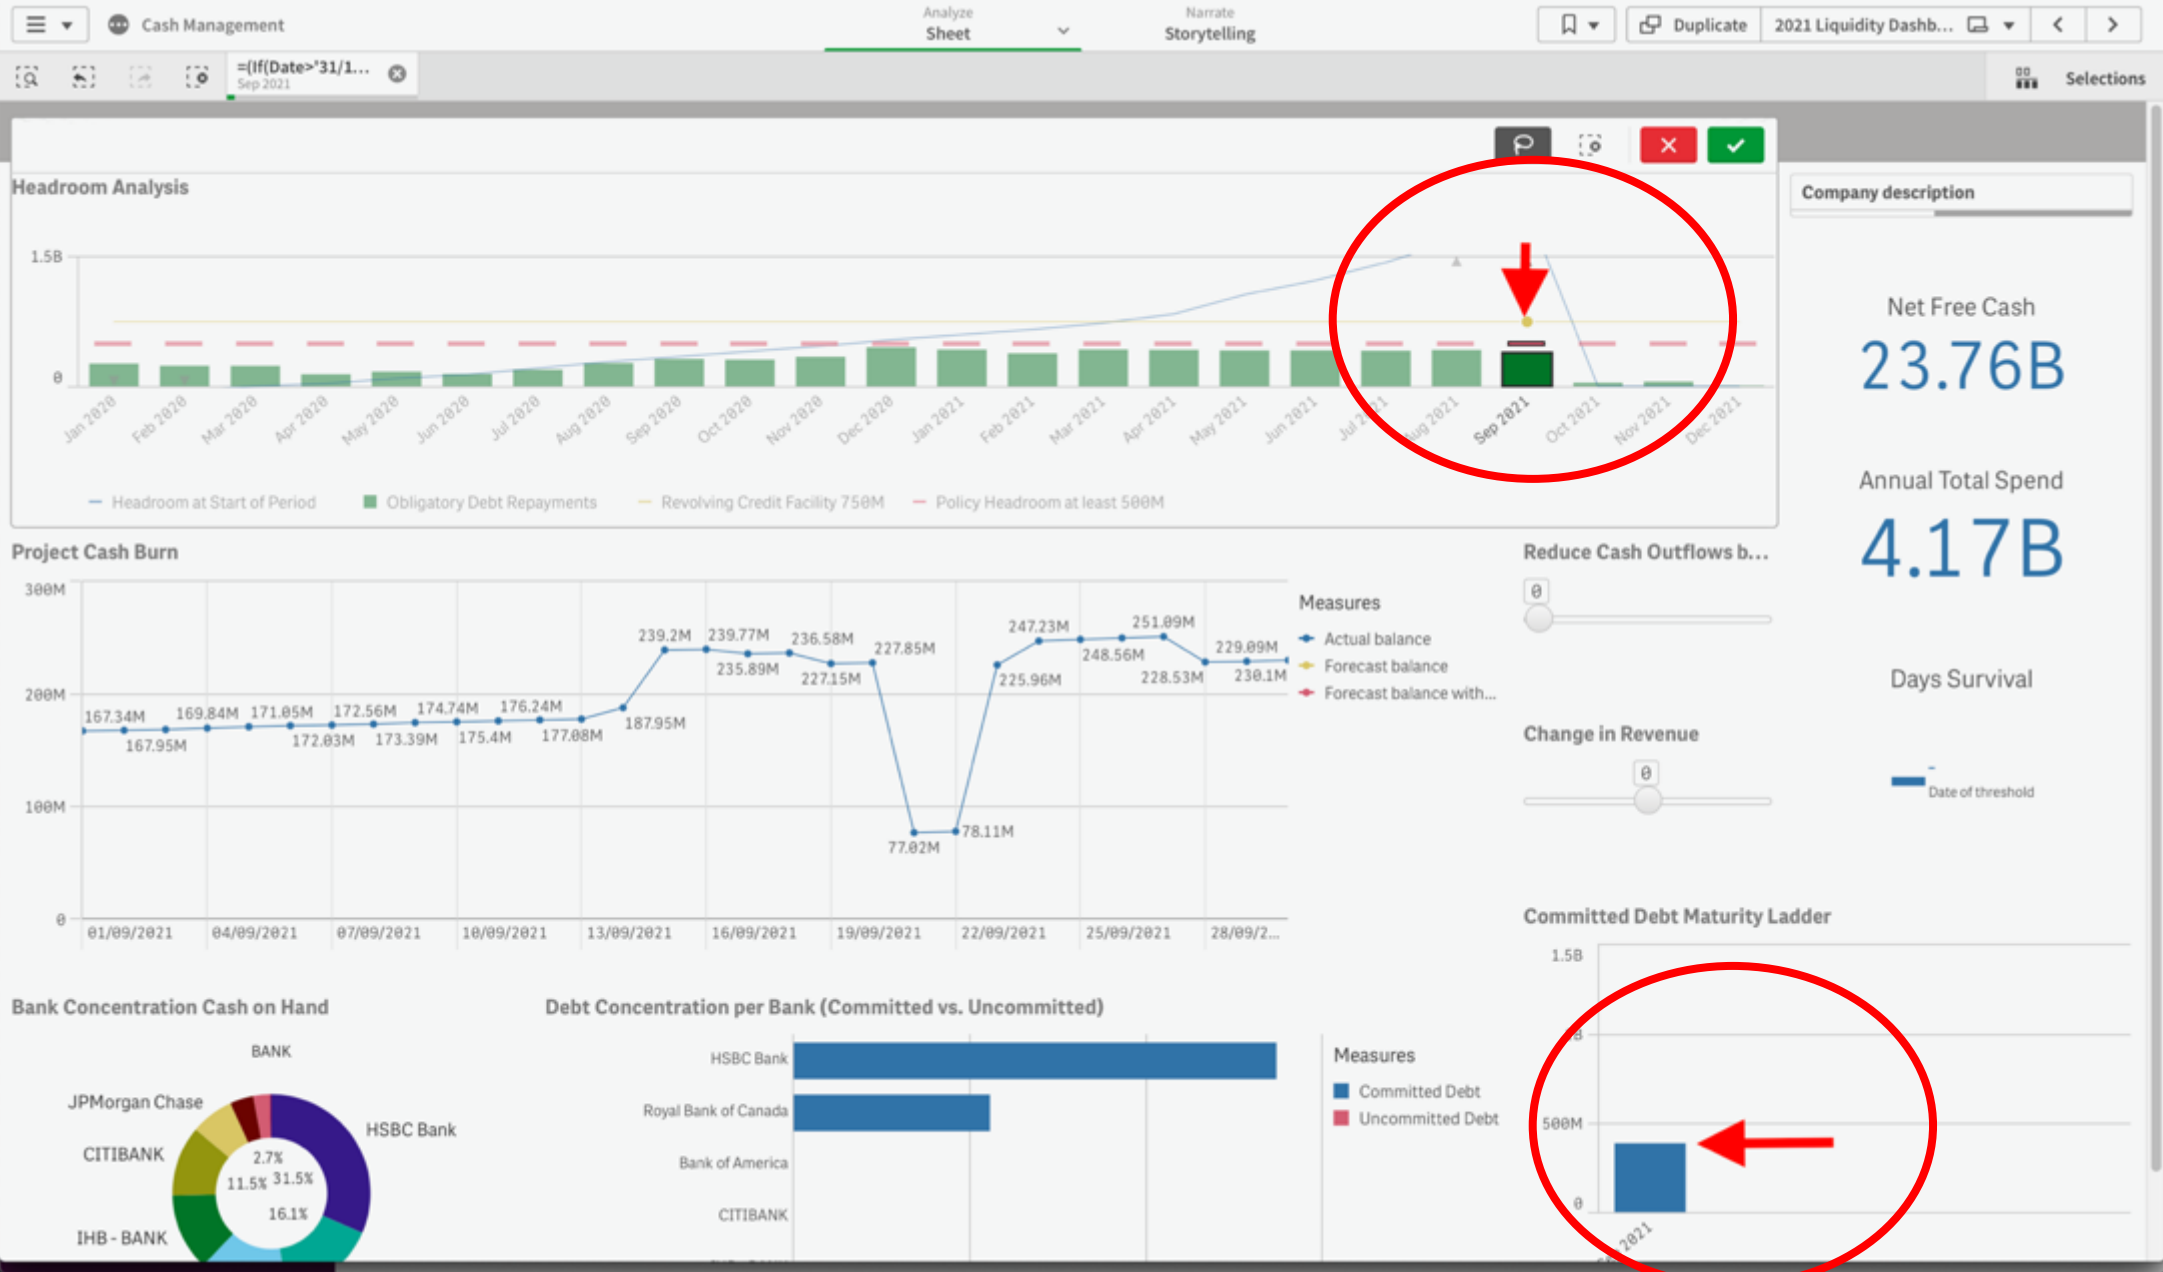 Cash Management
Analyze
Sheet
Narrate
Storytelling
Duplicate
2021 Liquidity Dashb...
=(If(Date>'31/1...
Sep 2021
Selections
Headroom Analysis
1.5B
0
Jan 2020
Feb 2020
Mar 2020
Apr 2020
May 2020
Jun 2020
Jul 2020
Aug 2020
Sep 2020
Oct 2020
Nov 2020
Dec 2020
Jan 2021
Feb 2021
Mar 2021
Apr 2021
May 2021
Jun 2021
Jul 2021
Aug 2021
Sep 2021
Oct 2021
Nov 2021
Dec 2021
Headroom at Start of Period
Obligatory Debt Repayments
Revolving Credit Facility 750M
Policy Headroom at least 500M
Company description
Net Free Cash
23.76B
Annual Total Spend
4.17B
Days Survival
-
Date of threshold
Project Cash Burn
300M
200M
100M
0
167.34M
167.95M
169.84M
171.05M
172.03M
172.56M
173.39M
174.74M
175.4M
176.24M
177.08M
187.95M
239.2M
239.77M
235.89M
236.58M
227.15M
227.85M
77.02M
78.11M
225.96M
247.23M
248.56M
251.09M
228.53M
229.09M
230.1M
01/09/2021
04/09/2021
07/09/2021
10/09/2021
13/09/2021
16/09/2021
19/09/2021
22/09/2021
25/09/2021
28/09/2...
Measures
Actual balance
Forecast balance
Forecast balance with...
Reduce Cash Outflows b...
0
Change in Revenue
0
Committed Debt Maturity Ladder
1.5B
500M
0
2021
Bank Concentration Cash on Hand
BANK
JPMorgan Chase
CITIBANK
IHB - BANK
HSBC Bank
2.7%
11.5%
31.5%
16.1%
Debt Concentration per Bank (Committed vs. Uncommitted)
HSBC Bank
Royal Bank of Canada
Bank of America
CITIBANK
Measures
Committed Debt
Uncommitted Debt